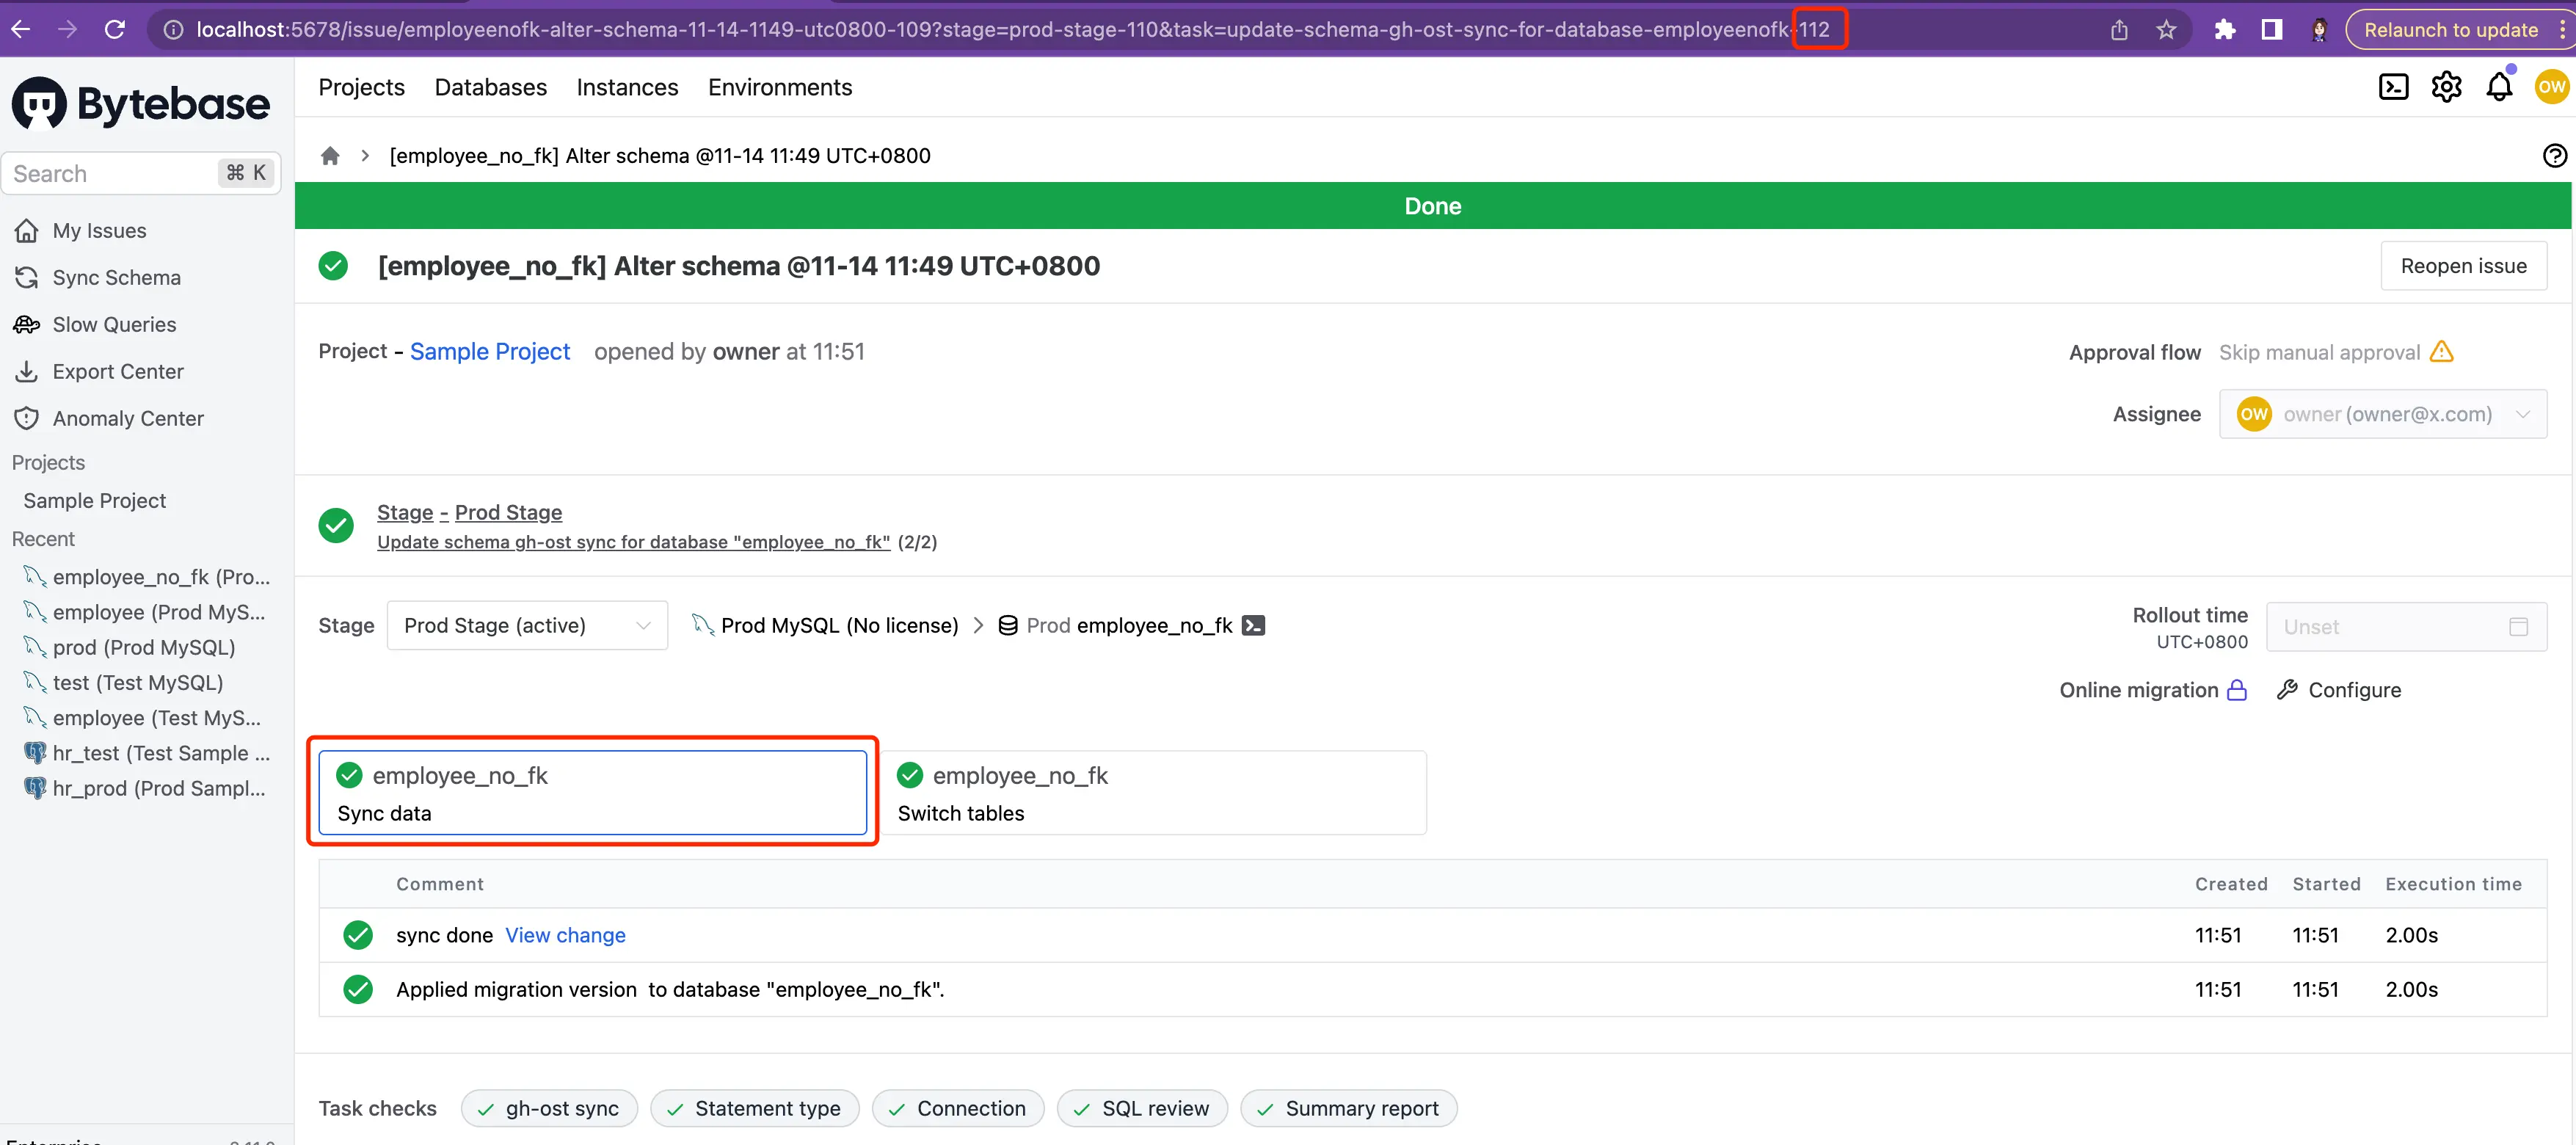 localhost:5678/issue/employeenofk-alter-schema-11-14-1149-utc0800-109?stage=prod-stage-110&task=update-schema-gh-ost-sync-for-database-employeenofk-112
Relaunch to update
Bytebase
Projects Databases Instances Environments
OW
Search ⌘ K
[employee_no_fk] Alter schema @11-14 11:49 UTC+0800
Done
My Issues
Sync Schema
Slow Queries
Export Center
Anomaly Center
Projects
Sample Project
Recent
employee_no_fk (Pro...
employee (Prod MyS...
prod (Prod MySQL)
test (Test MySQL)
employee (Test MyS...
hr_test (Test Sample ...
hr_prod (Prod Sampl...
[employee_no_fk] Alter schema @11-14 11:49 UTC+0800
Reopen issue
Project - Sample Project opened by owner at 11:51
Approval flow Skip manual approval
Assignee OW owner (owner@x.com)
Stage - Prod Stage
Update schema gh-ost sync for database "employee_no_fk" (2/2)
Stage Prod Stage (active) Prod MySQL (No license) Prod employee_no_fk
Rollout time Unset
UTC+0800
Online migration Configure
employee_no_fk
Sync data
employee_no_fk
Switch tables
Comment Created Started Execution time
sync done View change 11:51 11:51 2.00s
Applied migration version to database "employee_no_fk". 11:51 11:51 2.00s
Task checks gh-ost sync Statement type Connection SQL review Summary report